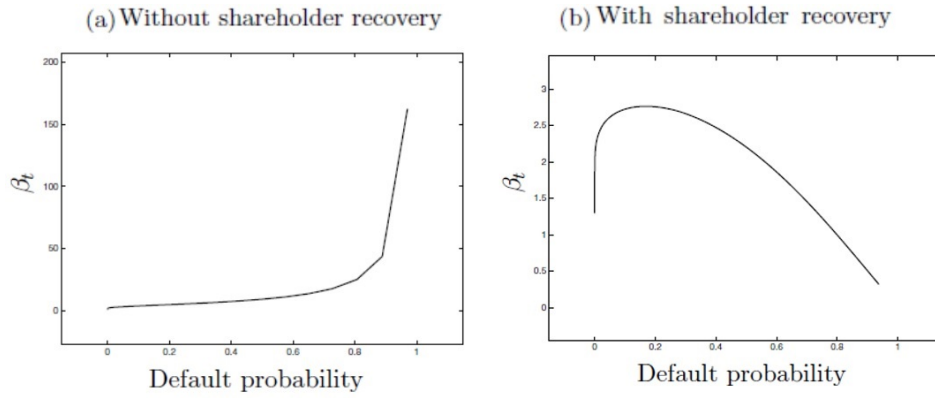 (a) Without shareholder recovery
200
150
100
50
0
βt
0 0.2 0.4 0.6 0.8 1
Default probability
(b) With shareholder recovery
3
2.5
2
1.5
1
0.5
0
βt
0 0.2 0.4 0.6 0.8 1
Default probability